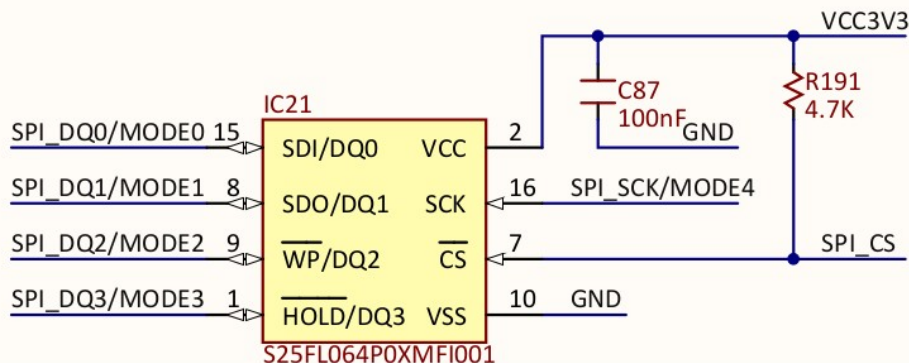 VCC3V3
C87
100nF
GND
R191
4.7K
IC21
SPI_DQ0/MODE0 15 SDI/DQ0 VCC 2
SPI_DQ1/MODE1 8 SDO/DQ1 SCK 16 SPI_SCK/MODE4
SPI_DQ2/MODE2 9 WP/DQ2 CS 7 SPI_CS
SPI_DQ3/MODE3 1 HOLD/DQ3 VSS 10 GND
S25FL064P0XMFI001